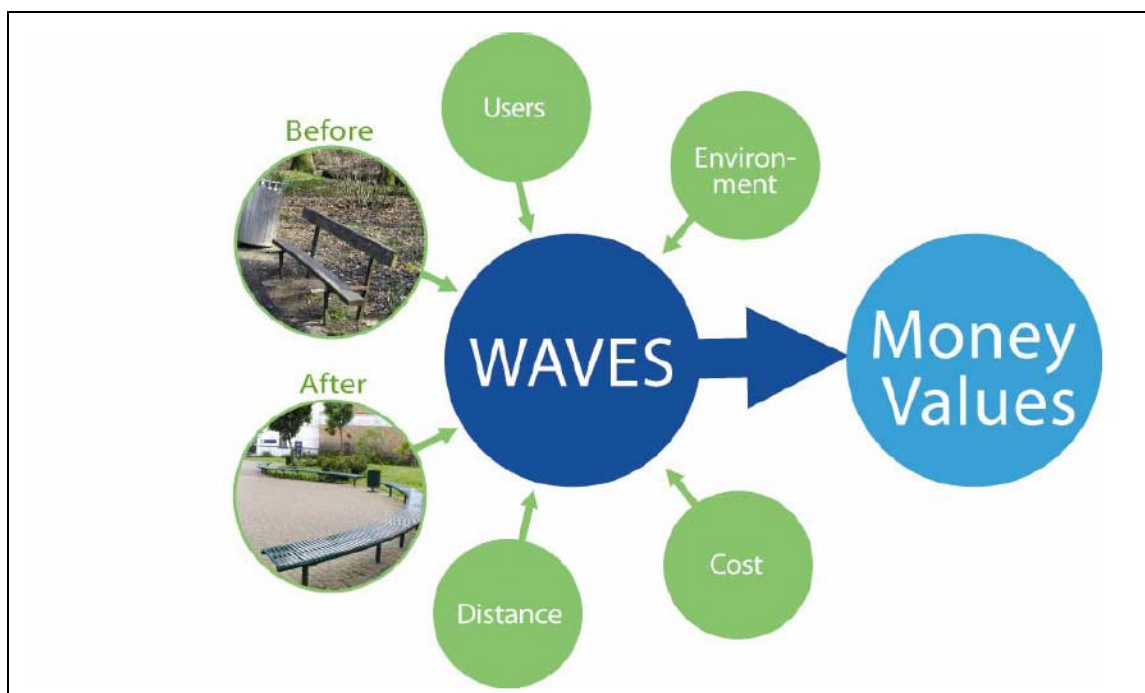 Users
Before
Environ-
ment
WAVES
Money
Values
After
Cost
Distance